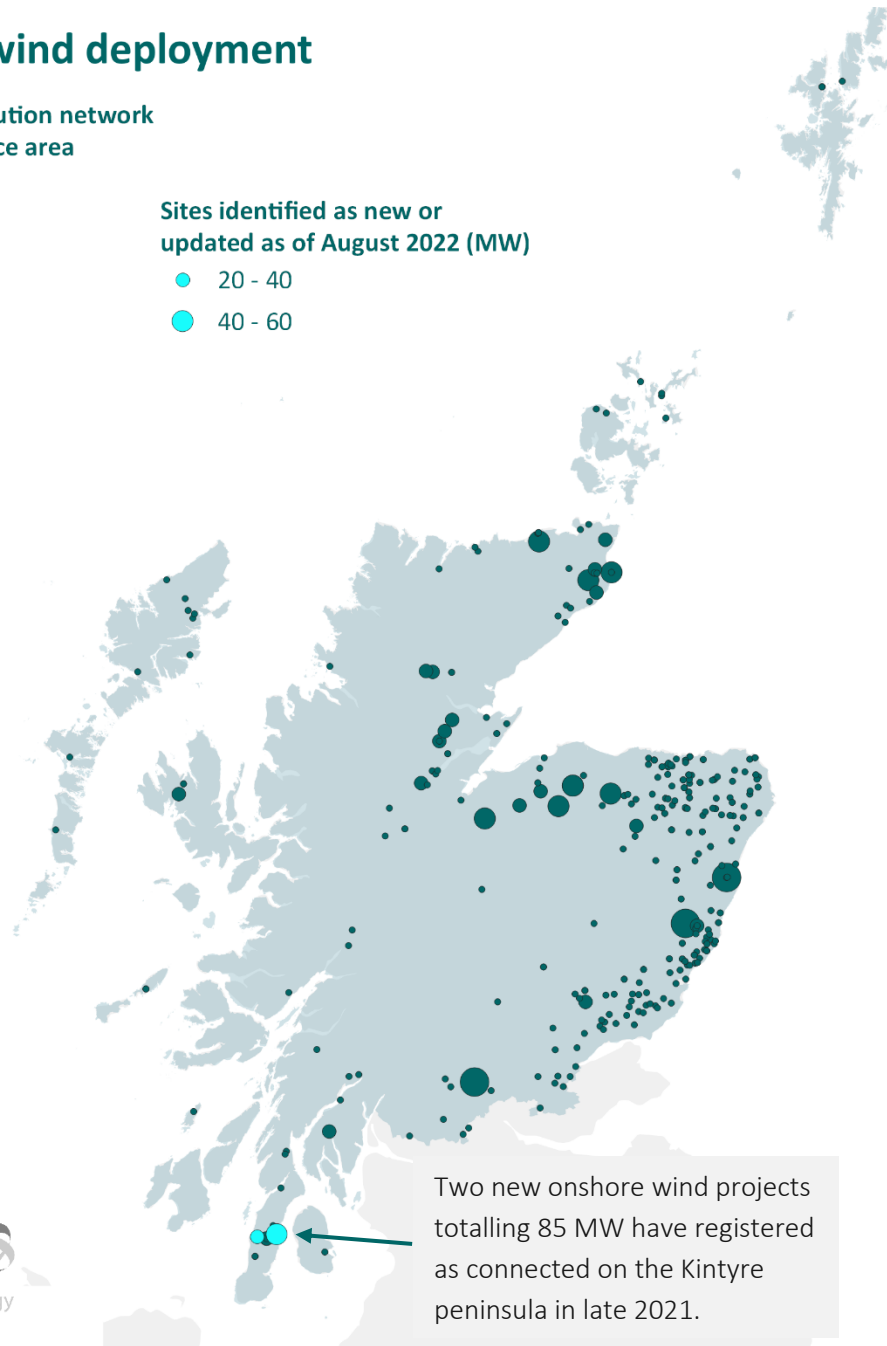 wind deployment
ution network
ce area
Sites identified as new or
updated as of August 2022 (MW)
20 - 40
40 - 60
Two new onshore wind projects
totalling 85 MW have registered
as connected on the Kintyre
peninsula in late 2021.
gy